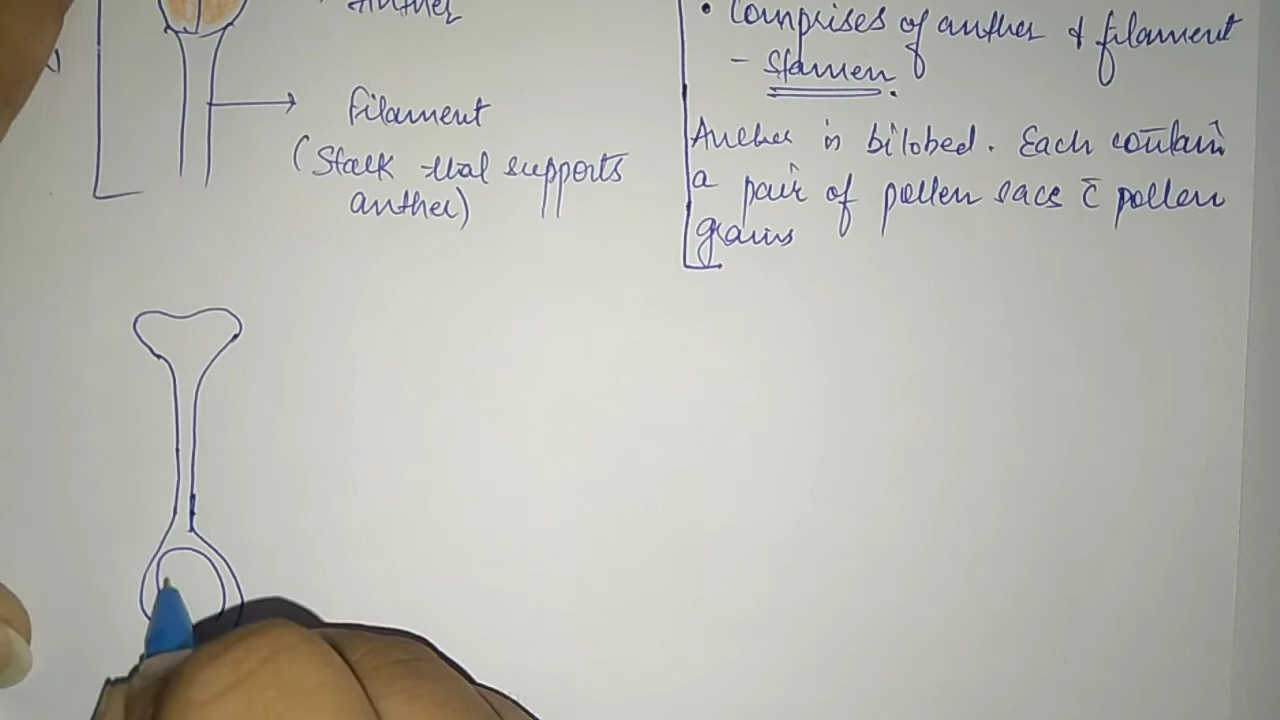 Anther
filament
(Stalk that supports
anther)
• Comprises of anther & filament
- Stamen.
Anther is bilobed. Each contain
a pair of pollen sacs c̄ pollen
grains